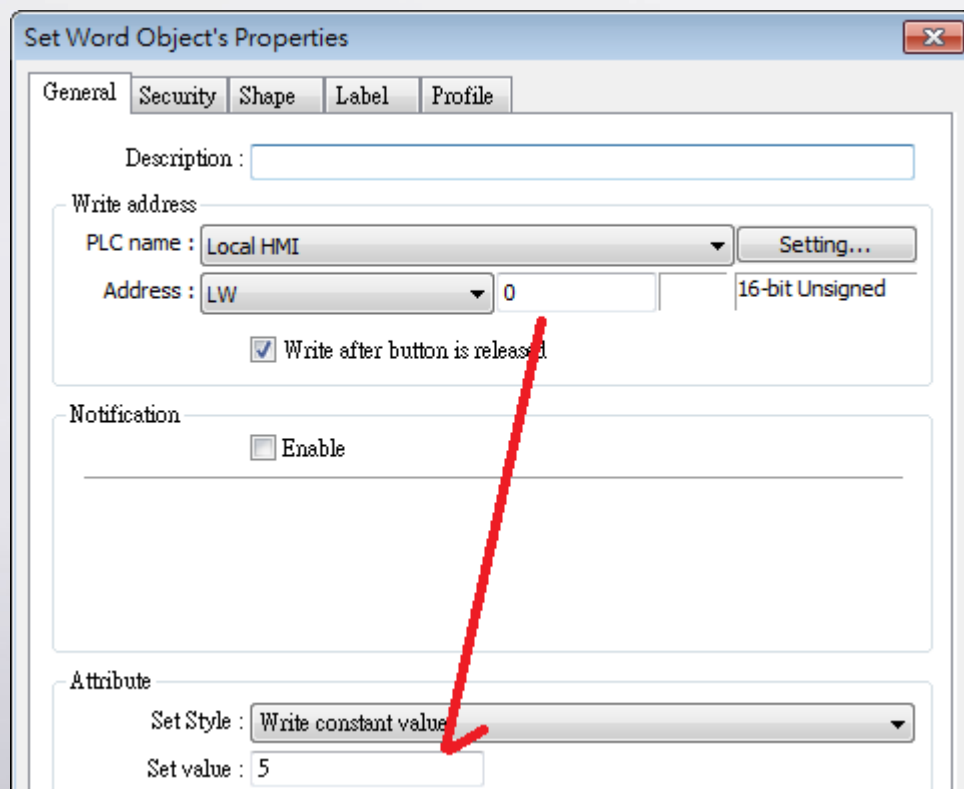 Set Word Object's Properties
General Security Shape Label Profile
Description :
Write address
PLC name : Local HMI Setting...
Address : LW 0 16-bit Unsigned
Write after button is released
Notification
Enable
Attribute
Set Style : Write constant value
Set value : 5